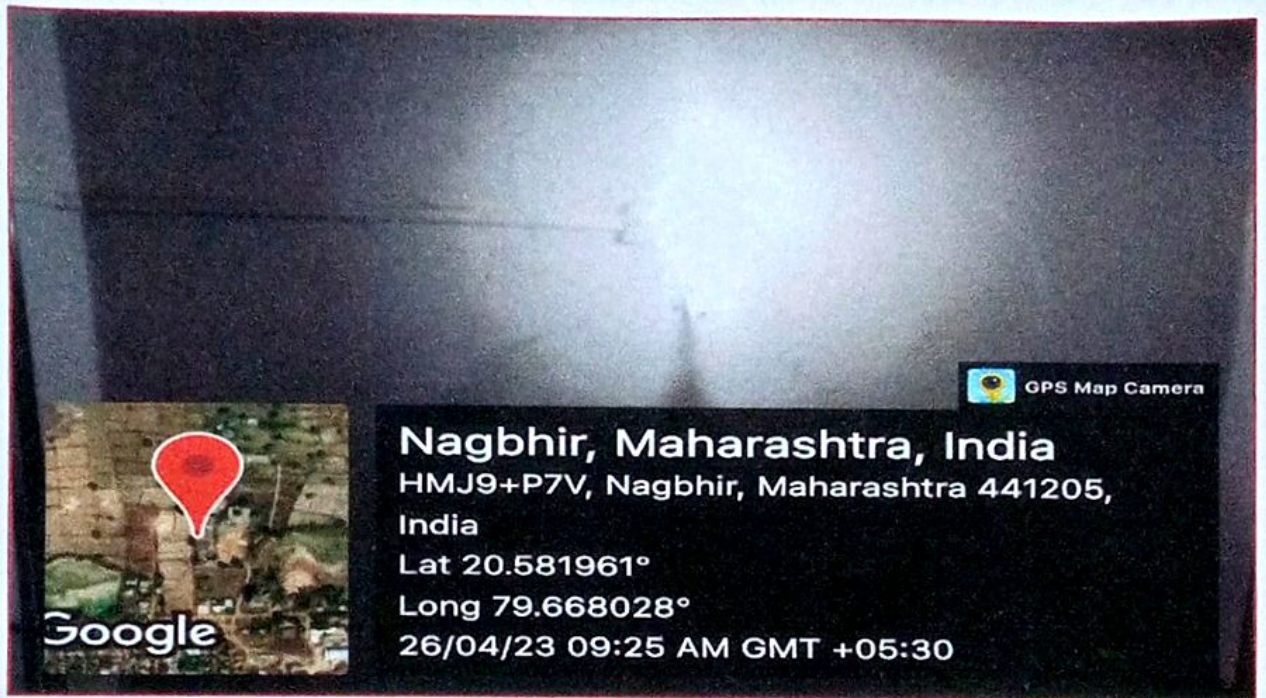 GPS Map Camera
Nagbhir, Maharashtra, India
HMJ9+P7V, Nagbhir, Maharashtra 441205,
India
Lat 20.581961°
Long 79.668028°
26/04/23 09:25 AM GMT +05:30
Google